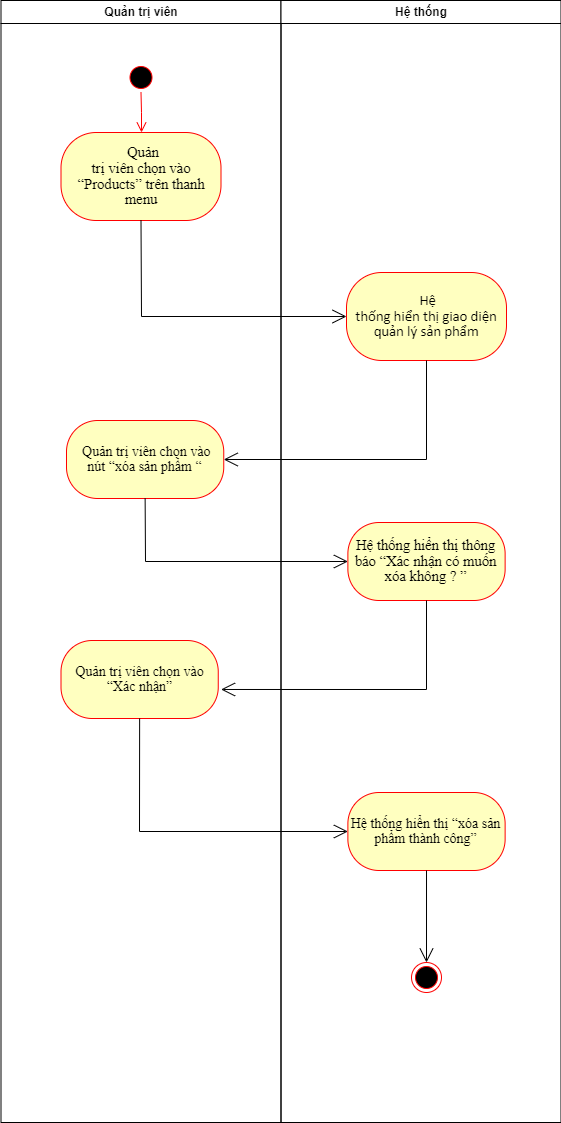 Quản trị viên
Hệ thống
Quản
trị viên chọn vào
“Products” trên thanh
menu
Hệ
thống hiển thị giao diện
quản lý sản phẩm
Quản trị viên chọn vào
nút “xóa sản phẩm “
Hệ thống hiển thị thông
báo “Xác nhận có muốn
xóa không ? ”
Quản trị viên chọn vào
“Xác nhận”
Hệ thống hiển thị “xóa sản
phẩm thành công”